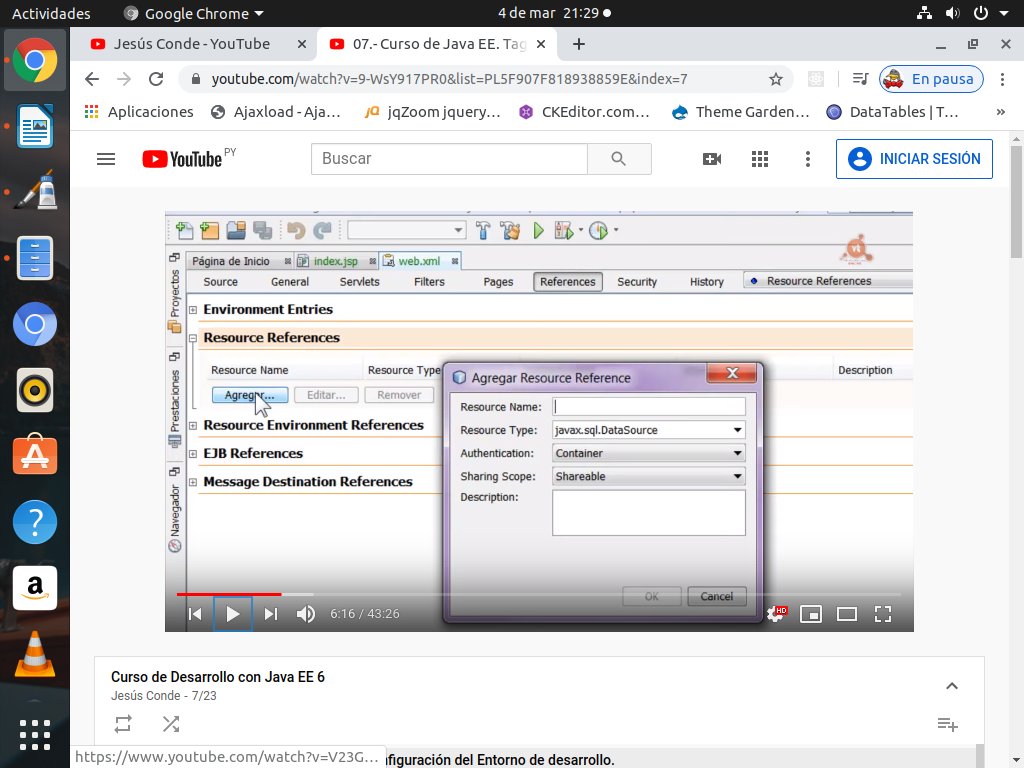 Actividades Google Chrome 4 de mar 21:29
Jesús Conde - YouTube 07.- Curso de Java EE. Tag
youtube.com/watch?v=9-WsY917PR0&list=PL5F907F818938859E&index=7 En pausa
Aplicaciones Ajaxload - Aja... jqZoom jquery... CKEditor.com... Theme Garden... DataTables | T... »
YouTube PY Buscar INICIAR SESIÓN
Página de Inicio index.jsp web.xml
Source General Servlets Filters Pages References Security History Resource References
Proyectos
Prestaciones
Navegador
Environment Entries
Resource References
Resource Name Resource Type Description
Agregar... Editar... Remover
Resource Environment References
EJB References
Message Destination References
Agregar Resource Reference
Resource Name:
Resource Type: javax.sql.DataSource
Authentication: Container
Sharing Scope: Shareable
Description:
OK Cancel
6:16 / 43:26 HD
Curso de Desarrollo con Java EE 6
Jesús Conde - 7/23
https://www.youtube.com/watch?v=V23G... figuración del Entorno de desarrollo.